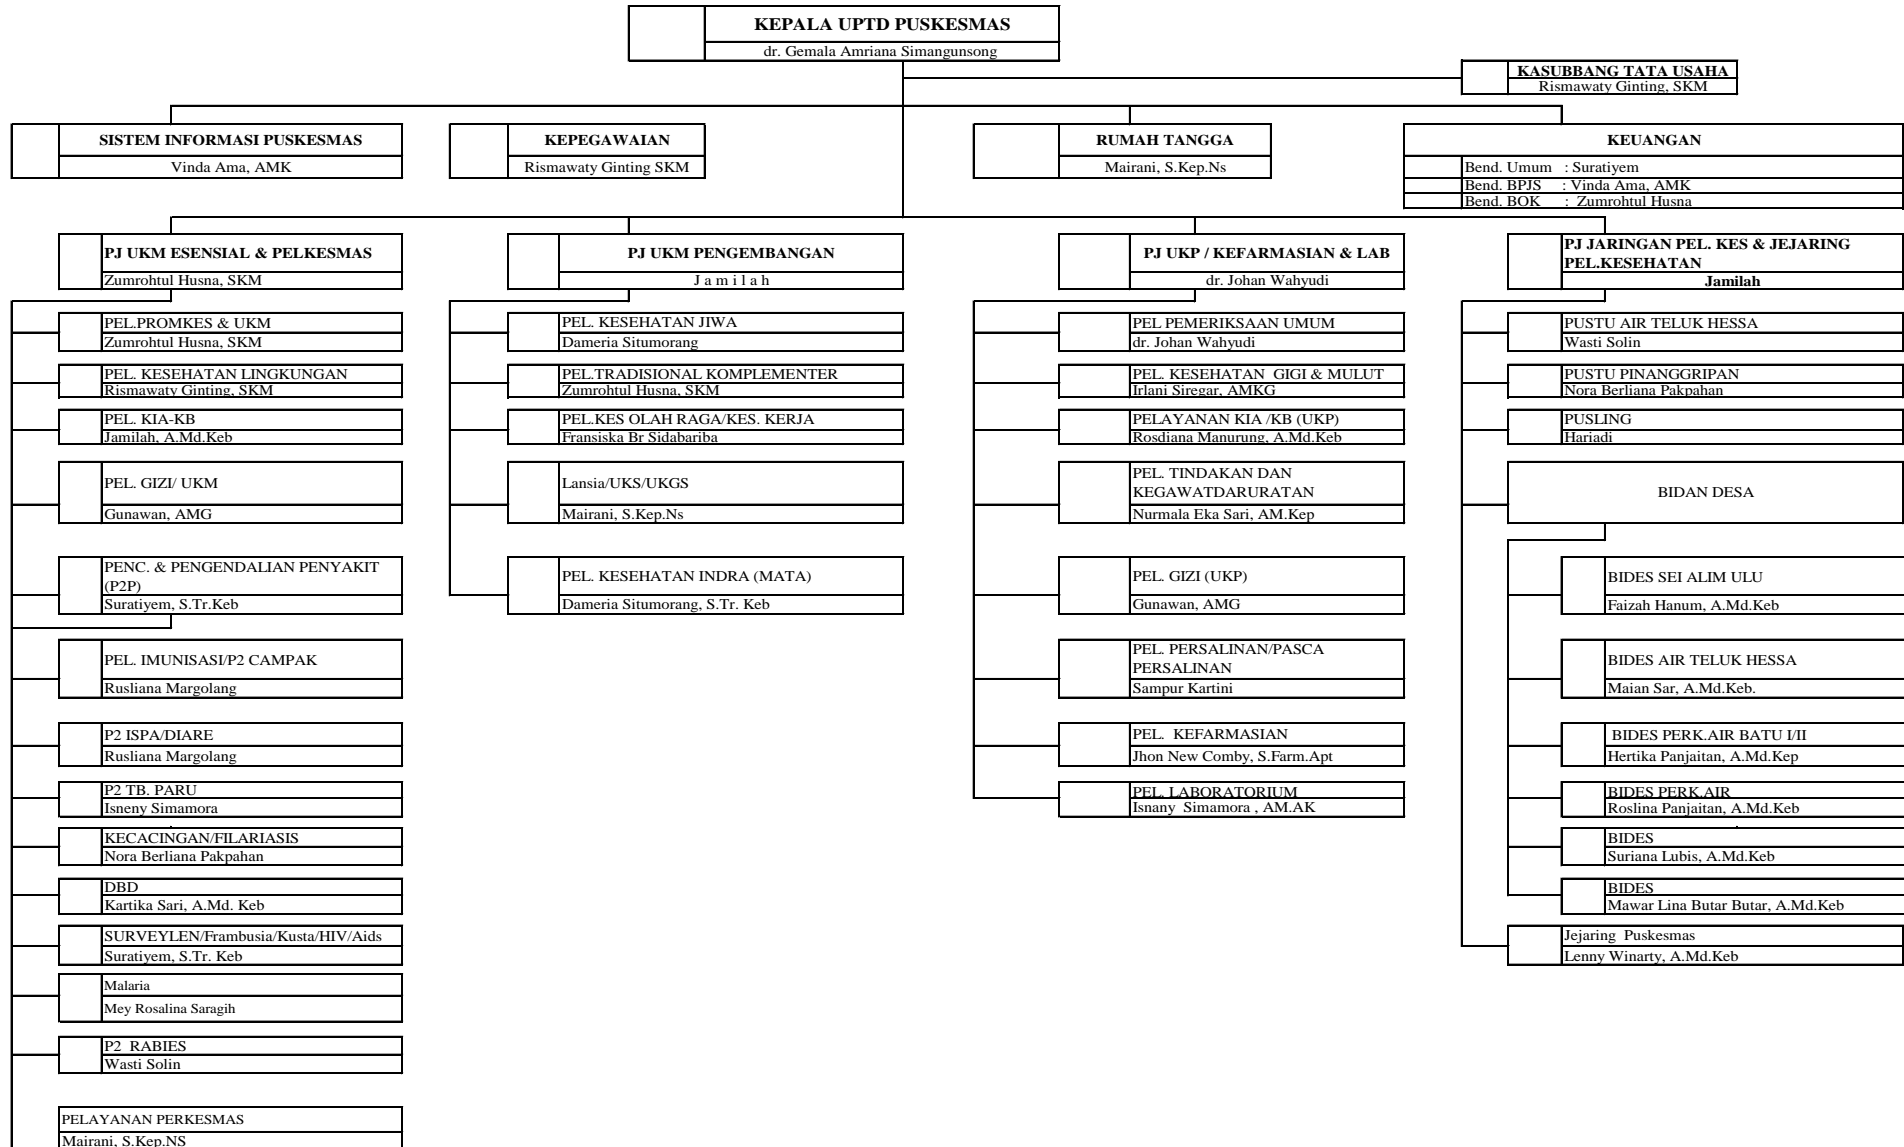 KEPALA UPTD PUSKESMAS
dr. Gemala Amriana Simangunsong
KASUBBANG TATA USAHA
Rismawaty Ginting, SKM
SISTEM INFORMASI PUSKESMAS
Vinda Ama, AMK
KEPEGAWAIAN
Rismawaty Ginting SKM
RUMAH TANGGA
Mairani, S.Kep.Ns
KEUANGAN
Bend. Umum : Suratiyem
Bend. BPJS : Vinda Ama, AMK
Bend. BOK : Zumrohtul Husna
PJ UKM ESENSIAL & PELKESMAS
Zumrohtul Husna, SKM
PEL.PROMKES & UKM
Zumrohtul Husna, SKM
PEL. KESEHATAN LINGKUNGAN
Rismawaty Ginting, SKM
PEL. KIA-KB
Jamilah, A.Md.Keb
PEL. GIZI/ UKM
Gunawan, AMG
PENC. & PENGENDALIAN PENYAKIT
(P2P)
Suratiyem, S.Tr.Keb
PEL. IMUNISASI/P2 CAMPAK
Rusliana Margolang
P2 ISPA/DIARE
Rusliana Margolang
P2 TB. PARU
Isneny Simamora
KECACINGAN/FILARIASIS
Nora Berliana Pakpahan
DBD
Kartika Sari, A.Md. Keb
SURVEYLEN/Frambusia/Kusta/HIV/Aids
Suratiyem, S.Tr. Keb
Malaria
Mey Rosalina Saragih
P2 RABIES
Wasti Solin
PELAYANAN PERKESMAS
Mairani, S.Kep.NS
PJ UKM PENGEMBANGAN
J a m i l a h
PEL. KESEHATAN JIWA
Dameria Situmorang
PEL.TRADISIONAL KOMPLEMENTER
Zumrohtul Husna, SKM
PEL.KES OLAH RAGA/KES. KERJA
Fransiska Br Sidabariba
Lansia/UKS/UKGS
Mairani, S.Kep.Ns
PEL. KESEHATAN INDRA (MATA)
Dameria Situmorang, S.Tr. Keb
PJ UKP / KEFARMASIAN & LAB
dr. Johan Wahyudi
PEL PEMERIKSAAN UMUM
dr. Johan Wahyudi
PEL. KESEHATAN GIGI & MULUT
Irlani Siregar, AMKG
PELAYANAN KIA /KB (UKP)
Rosdiana Manurung, A.Md.Keb
PEL. TINDAKAN DAN
KEGAWATDARURATAN
Nurmala Eka Sari, AM.Kep
PEL. GIZI (UKP)
Gunawan, AMG
PEL. PERSALINAN/PASCA
PERSALINAN
Sampur Kartini
PEL. KEFARMASIAN
Jhon New Comby, S.Farm.Apt
PEL. LABORATORIUM
Isnany Simamora , AM.AK
PJ JARINGAN PEL. KES & JEJARING
PEL.KESEHATAN
Jamilah
PUSTU AIR TELUK HESSA
Wasti Solin
PUSTU PINANGGRIPAN
Nora Berliana Pakpahan
PUSLING
Hariadi
BIDAN DESA
BIDES SEI ALIM ULU
Faizah Hanum, A.Md.Keb
BIDES AIR TELUK HESSA
Maian Sar, A.Md.Keb.
BIDES PERK.AIR BATU I/II
Hertika Panjaitan, A.Md.Kep
BIDES PERK.AIR
Roslina Panjaitan, A.Md.Keb
BIDES
Suriana Lubis, A.Md.Keb
BIDES
Mawar Lina Butar Butar, A.Md.Keb
Jejaring Puskesmas
Lenny Winarty, A.Md.Keb